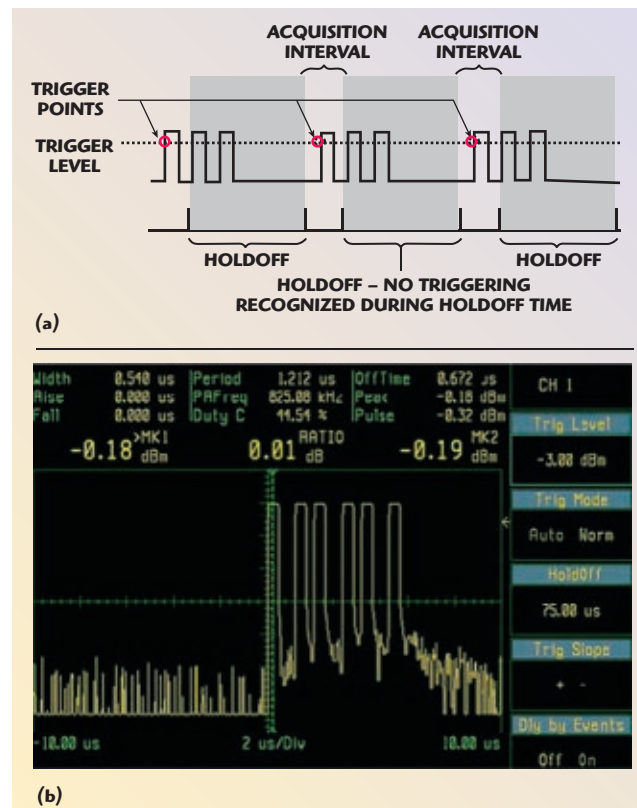 ACQUISITION INTERVAL
ACQUISITION INTERVAL
TRIGGER POINTS
TRIGGER LEVEL
HOLDOFF
HOLDOFF
HOLDOFF – NO TRIGGERING RECOGNIZED DURING HOLDOFF TIME
(a)
Width 0.540 us Period 1.212 us OffTime 0.672 us
Rise 0.000 us PRFreq 825.08 kHz Peak -0.18 dBm
Fall 0.000 us Duty C 44.54 % Pulse -0.32 dBm
>MK1 RATIO MK2
-0.18 dBm 0.01 dB -0.19 dBm
CH 1
Trig Level
-3.00 dBm
Trig Mode
Auto Norm
HoldOff
75.00 us
Trig Slope
+ -
Dly by Events
Off On
-10.00 us 2 us/Div 10.00 us
(b)